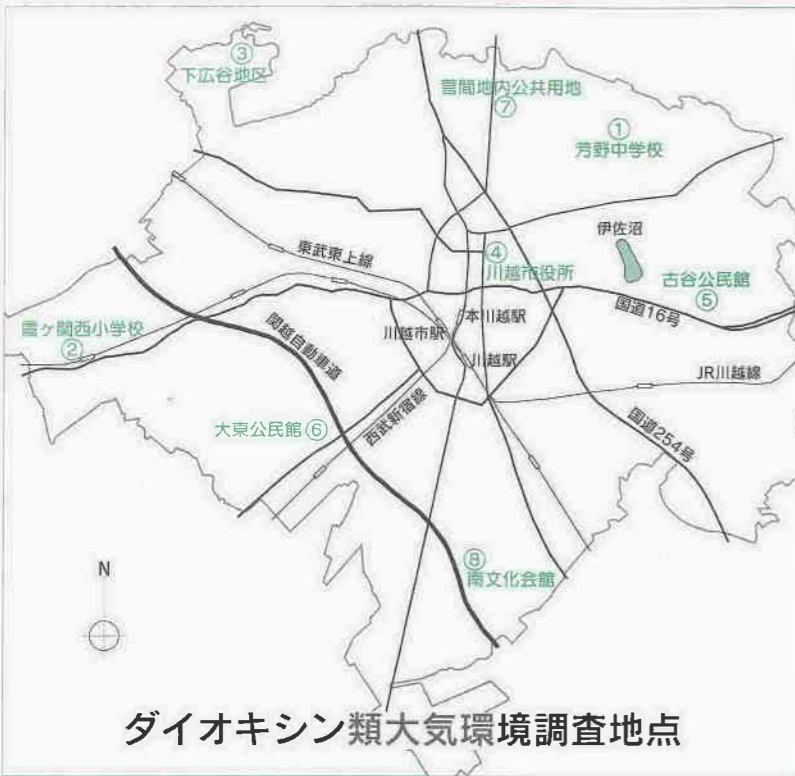 ③
下広谷地区
菅間地内公共用地
⑦
①
芳野中学校
伊佐沼
東武東上線
④
川越市役所
古谷公民館
⑤
国道16号
霞ヶ関西小学校
②
関越自動車道
川越市駅
本川越駅
川越駅
JR川越線
大東公民館⑥
西武新宿線
国道254号
N
⑧
南文化会館
ダイオキシン類大気環境調査地点